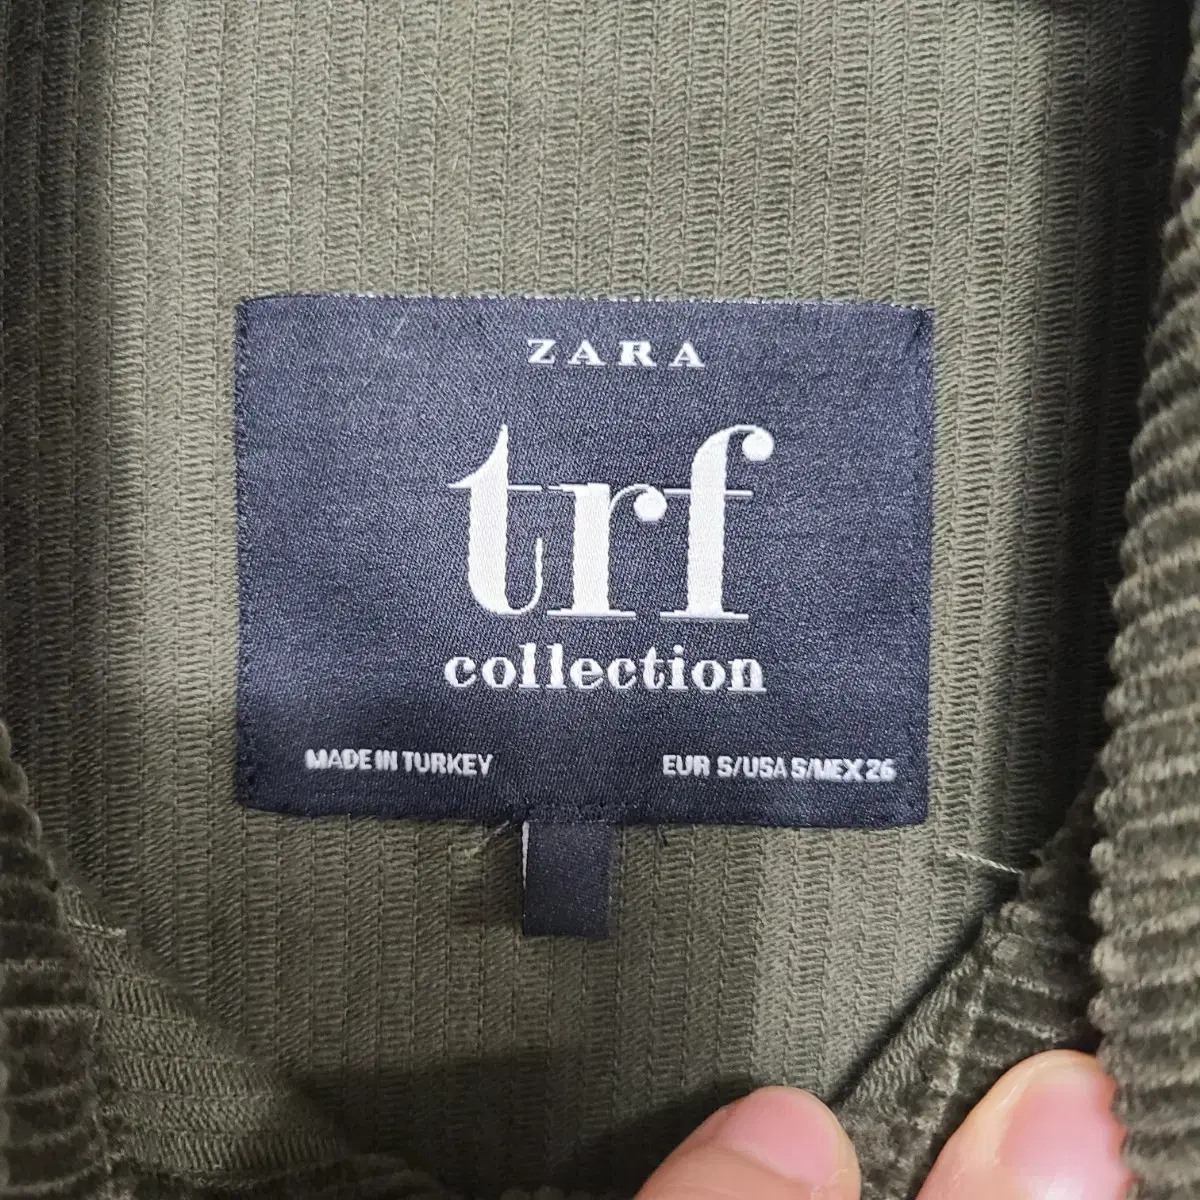 ZARA
trf
collection
MADE IN TURKEY
EUR S/USA S/MEX 26